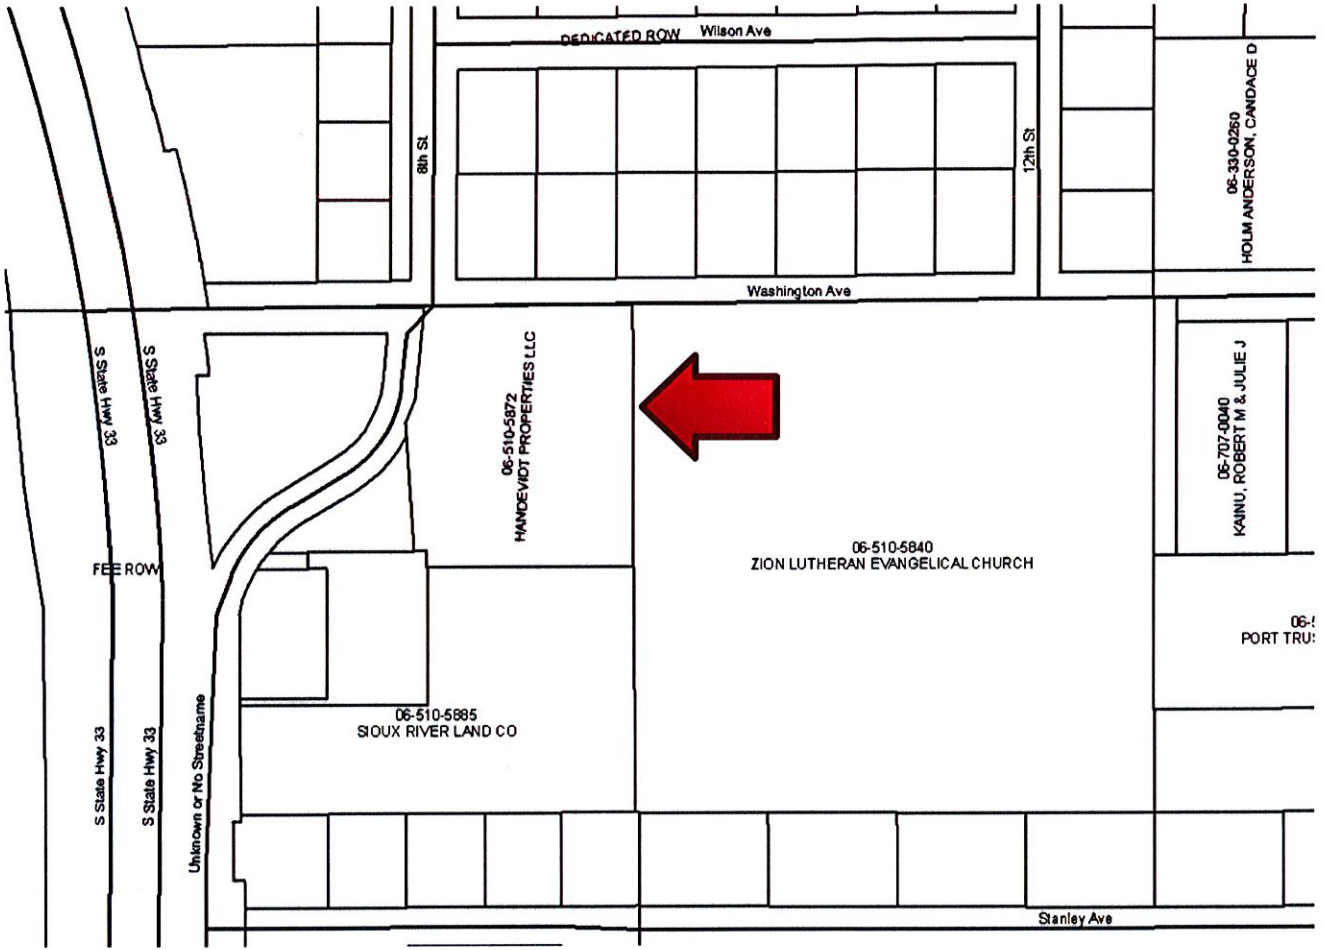 DEDICATED ROW
Wilson Ave
8th St
12th St
06-330-0260
HOLM ANDERSON, CANDACE D
Washington Ave
S State Hwy 33
S State Hwy 33
06-510-5872
HANDEVIDT PROPERTIES LLC
06-707-0040
KAINU, ROBERT M & JULIE J
06-510-5840
ZION LUTHERAN EVANGELICAL CHURCH
FEE ROW
06-5
PORT TRUS
06-510-5885
SIOUX RIVER LAND CO
S State Hwy 33
S State Hwy 33
Unknown or No Streetname
Stanley Ave